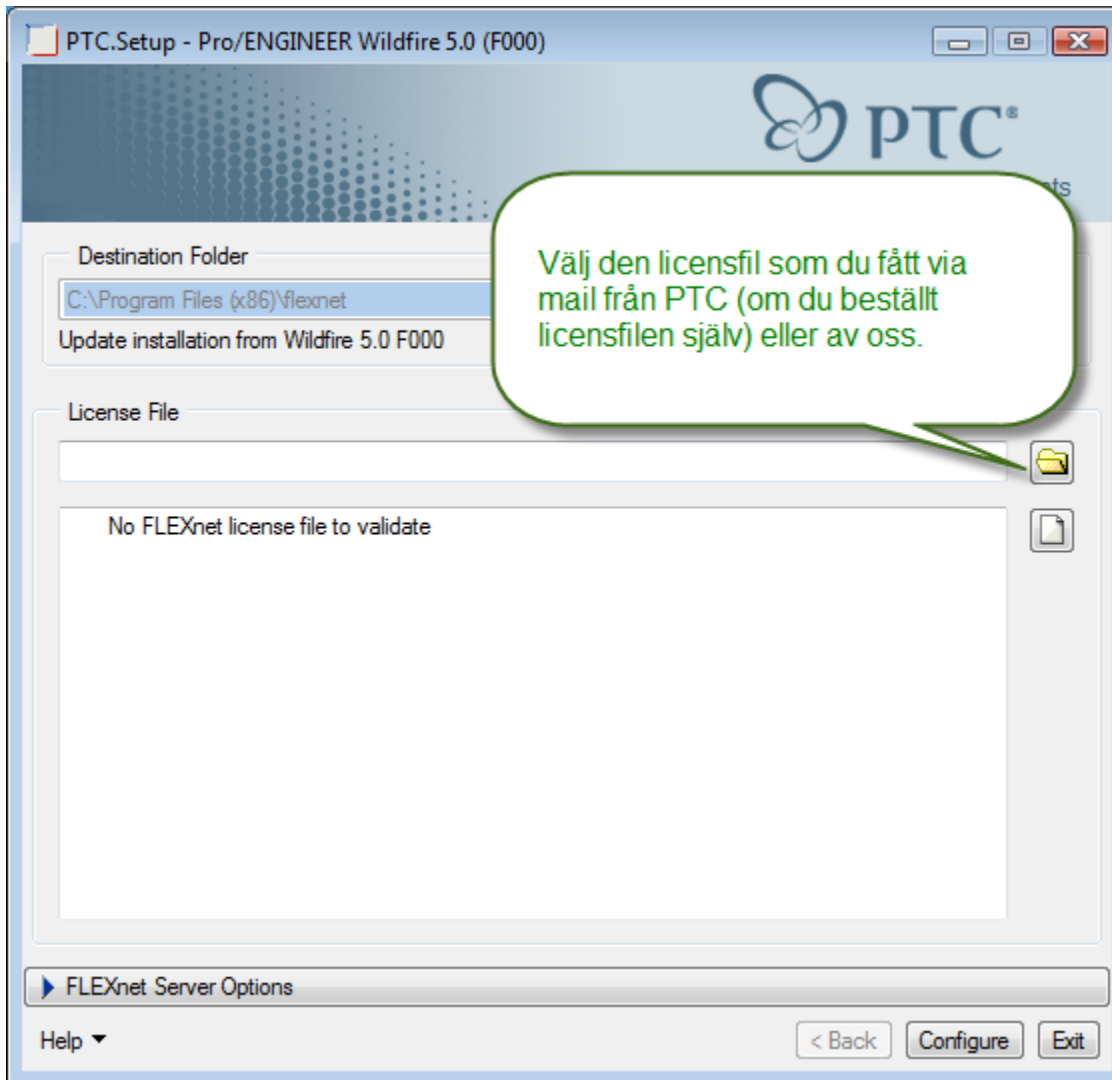 PTC.Setup - Pro/ENGINEER Wildfire 5.0 (F000)
PTC®
Destination Folder
C:\Program Files (x86)\flexnet
Update installation from Wildfire 5.0 F000
Välj den licensfil som du fått via
mail från PTC (om du beställt
licensfilen själv) eller av oss.
License File
No FLEXnet license file to validate
FLEXnet Server Options
Help
< Back
Configure
Exit